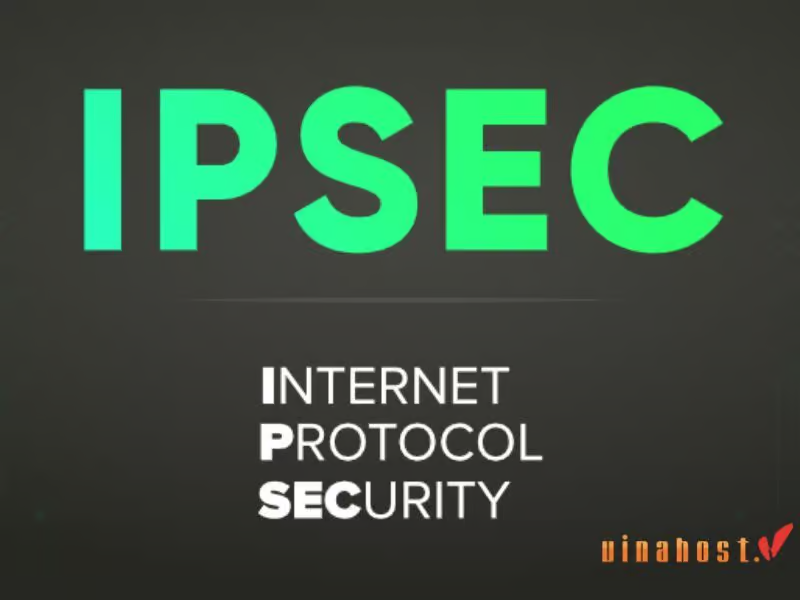 IPSEC
INTERNET
PROTOCOL
SECURITY
vinahost.